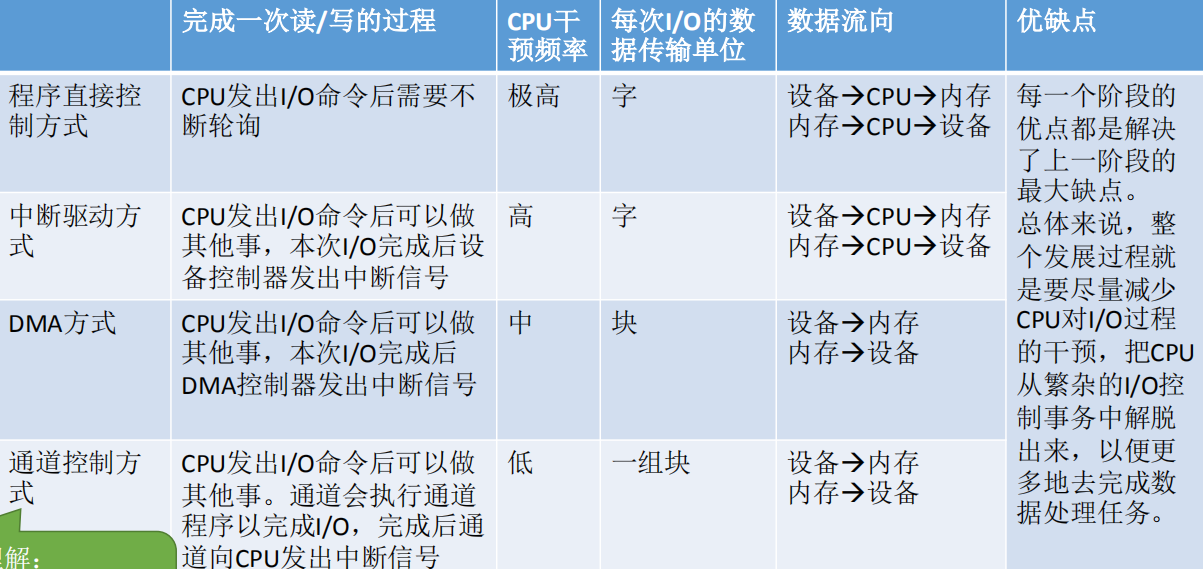 完成一次读/写的过程
CPU干
预频率
每次I/O的数
据传输单位
数据流向
优缺点
程序直接控
制方式
CPU发出I/O命令后需要不
断轮询
极高
字
设备→CPU→内存
内存→CPU→设备
每一个阶段的
优点都是解决
了上一阶段的
最大缺点。
总体来说，整
个发展过程就
是要尽量减少
CPU对I/O过程
的干预，把CPU
从繁杂的I/O控
制事务中解脱
出来，以便更
多地去完成数
据处理任务。
中断驱动方
式
CPU发出I/O命令后可以做
其他事，本次I/O完成后设
备控制器发出中断信号
高
字
设备→CPU→内存
内存→CPU→设备
DMA方式
CPU发出I/O命令后可以做
其他事，本次I/O完成后
DMA控制器发出中断信号
中
块
设备→内存
内存→设备
通道控制方
式
CPU发出I/O命令后可以做
其他事。通道会执行通道
程序以完成I/O，完成后通
道向CPU发出中断信号
低
一组块
设备→内存
内存→设备
解：